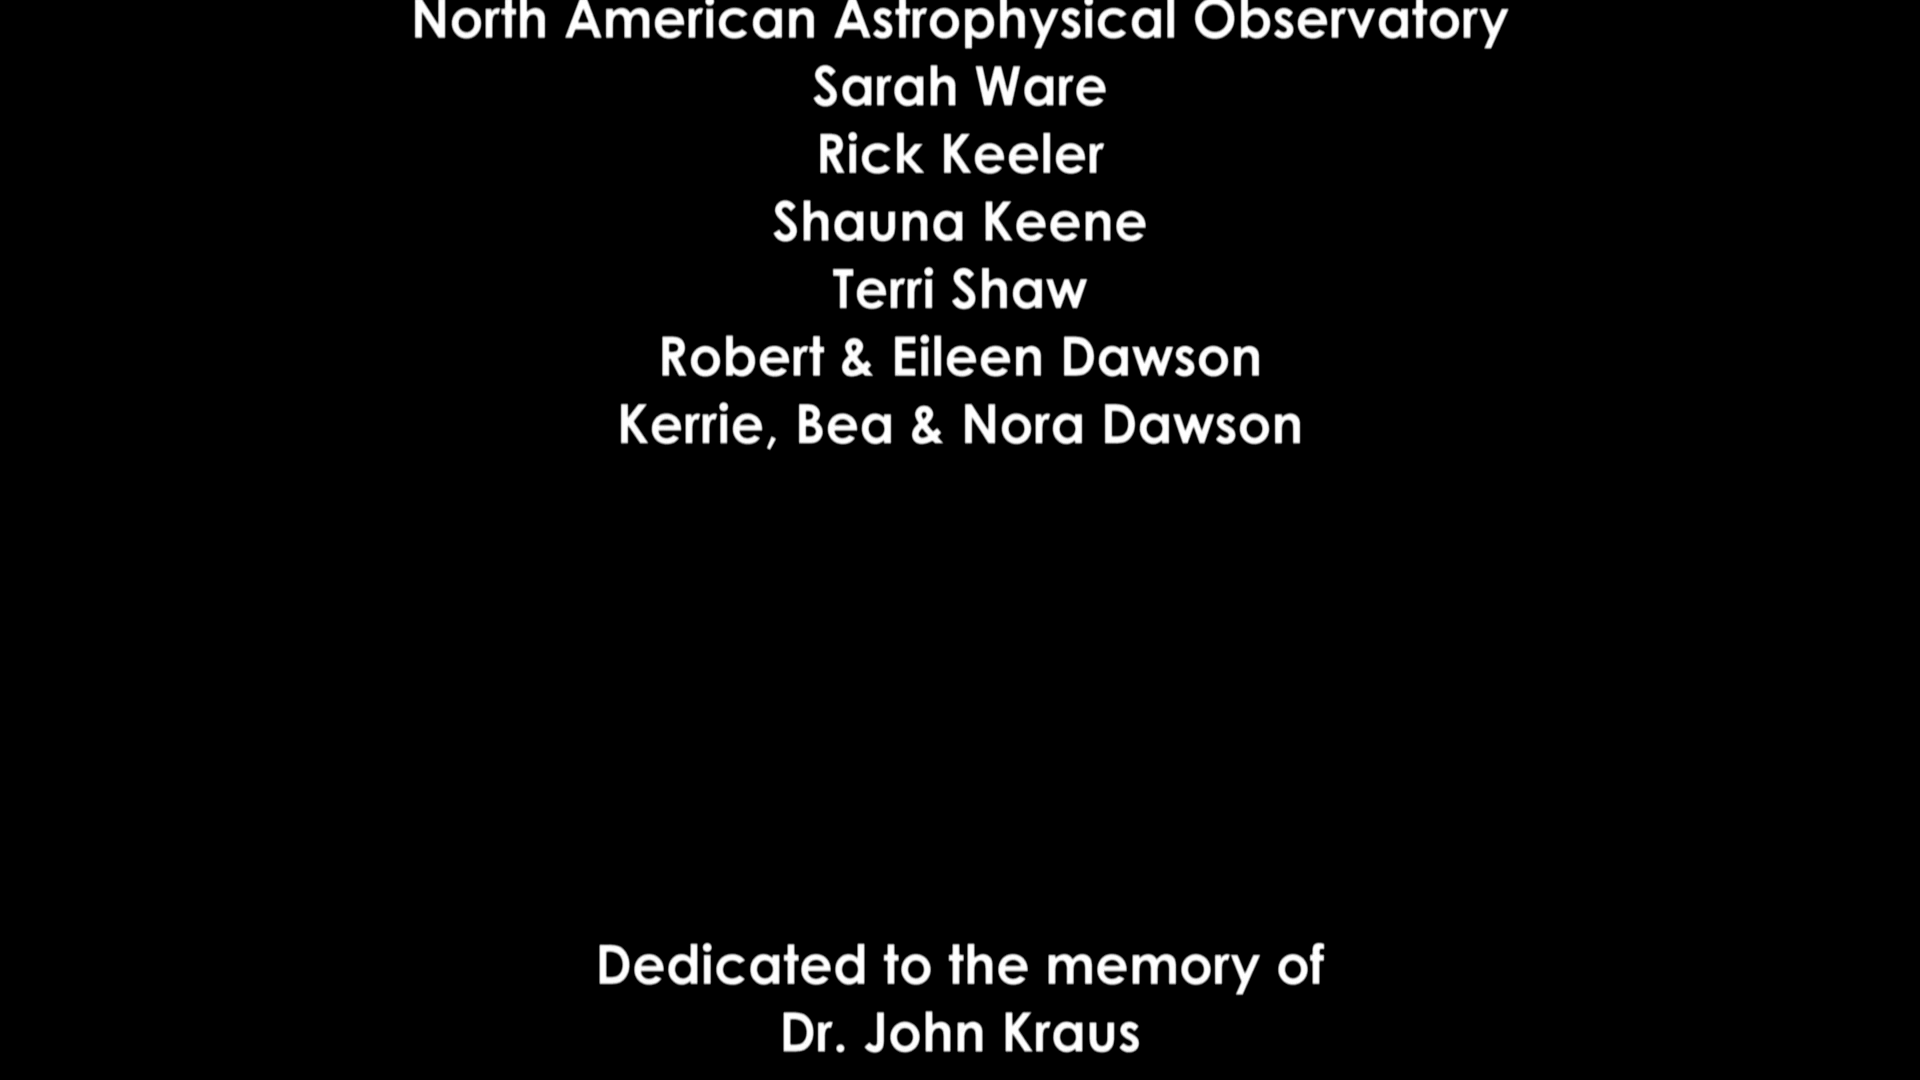 North American Astrophysical Observatory
Sarah Ware
Rick Keeler
Shauna Keene
Terri Shaw
Robert & Eileen Dawson
Kerrie, Bea & Nora Dawson
Dedicated to the memory of
Dr. John Kraus